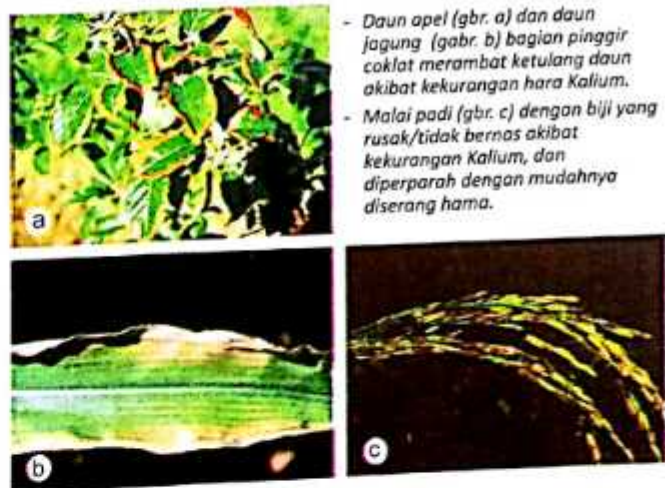 - Daun apel (gbr. a) dan daun
jagung (gabr. b) bagian pinggir
coklat merambat ketulang daun
akibat kekurangan hara Kalium.
- Malai padi (gbr. c) dengan biji yang
rusak/tidak bernas akibat
kekurangan Kalium, dan
diperparah dengan mudahnya
diserang hama.
a
b
c